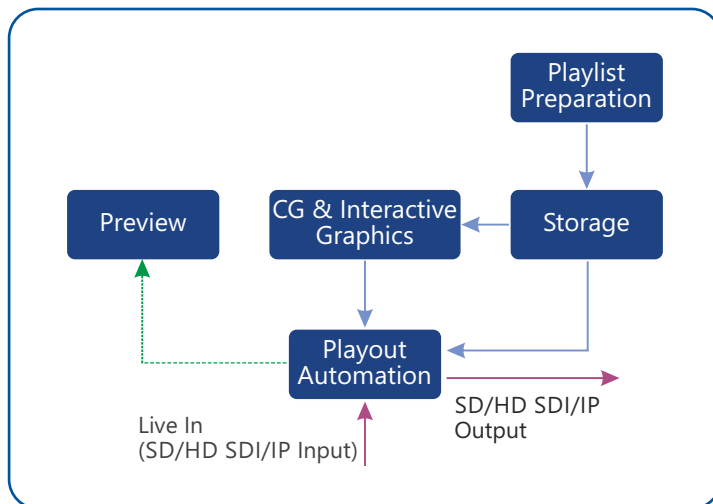 Playlist
Preparation
Preview
CG & Interactive
Graphics
Storage
Playout
Automation
SD/HD SDI/IP
Output
Live In
(SD/HD SDI/IP Input)